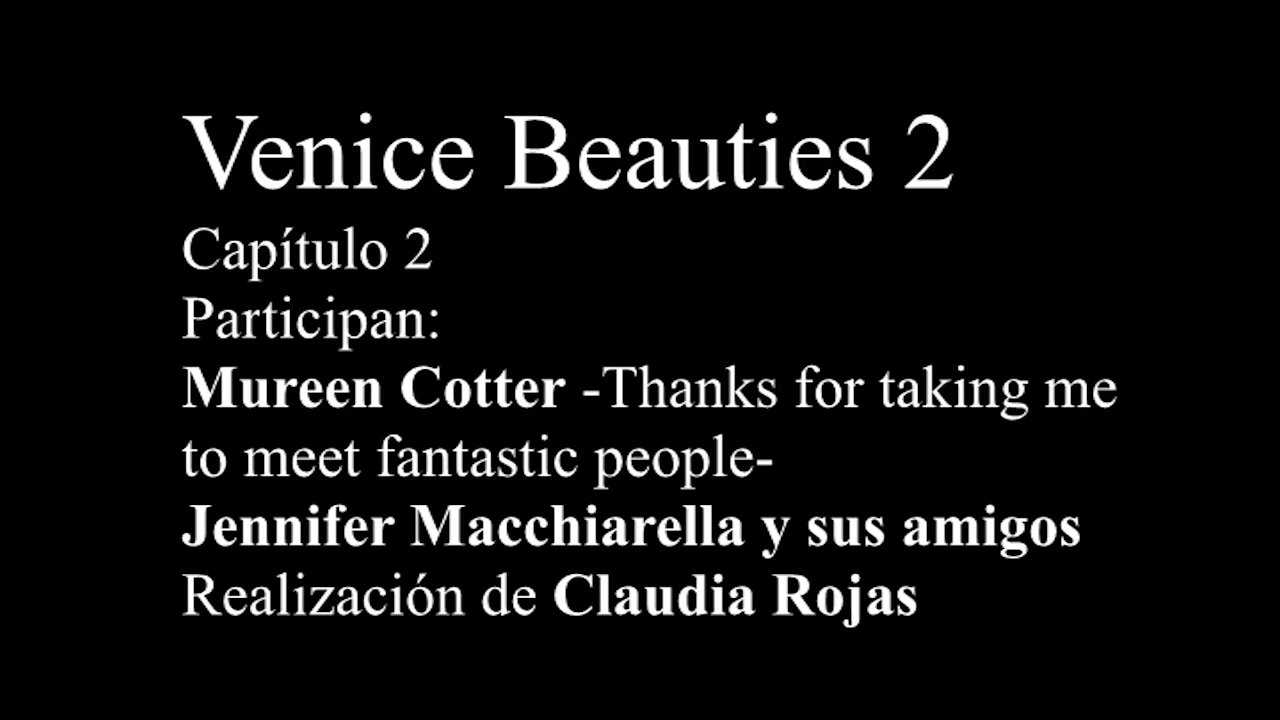 Venice Beauties 2
Capítulo 2
Participan:
Mureen Cotter -Thanks for taking me
to meet fantastic people-
Jennifer Macchiarella y sus amigos
Realización de Claudia Rojas